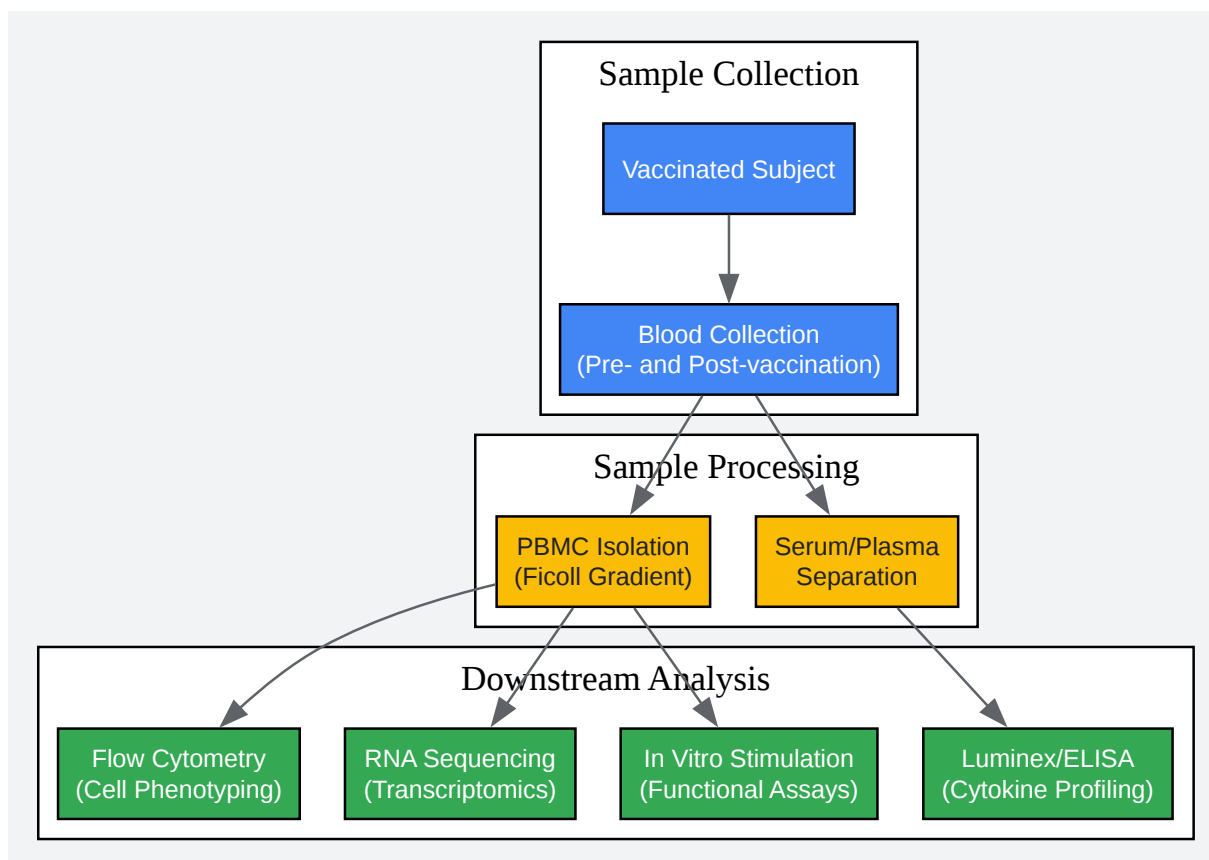 Sample Collection
Vaccinated Subject
Blood Collection
(Pre- and Post-vaccination)
Sample Processing
PBMC Isolation
(Ficoll Gradient)
Serum/Plasma
Separation
Downstream Analysis
Flow Cytometry
(Cell Phenotyping)
RNA Sequencing
(Transcriptomics)
In Vitro Stimulation
(Functional Assays)
Luminex/ELISA
(Cytokine Profiling)